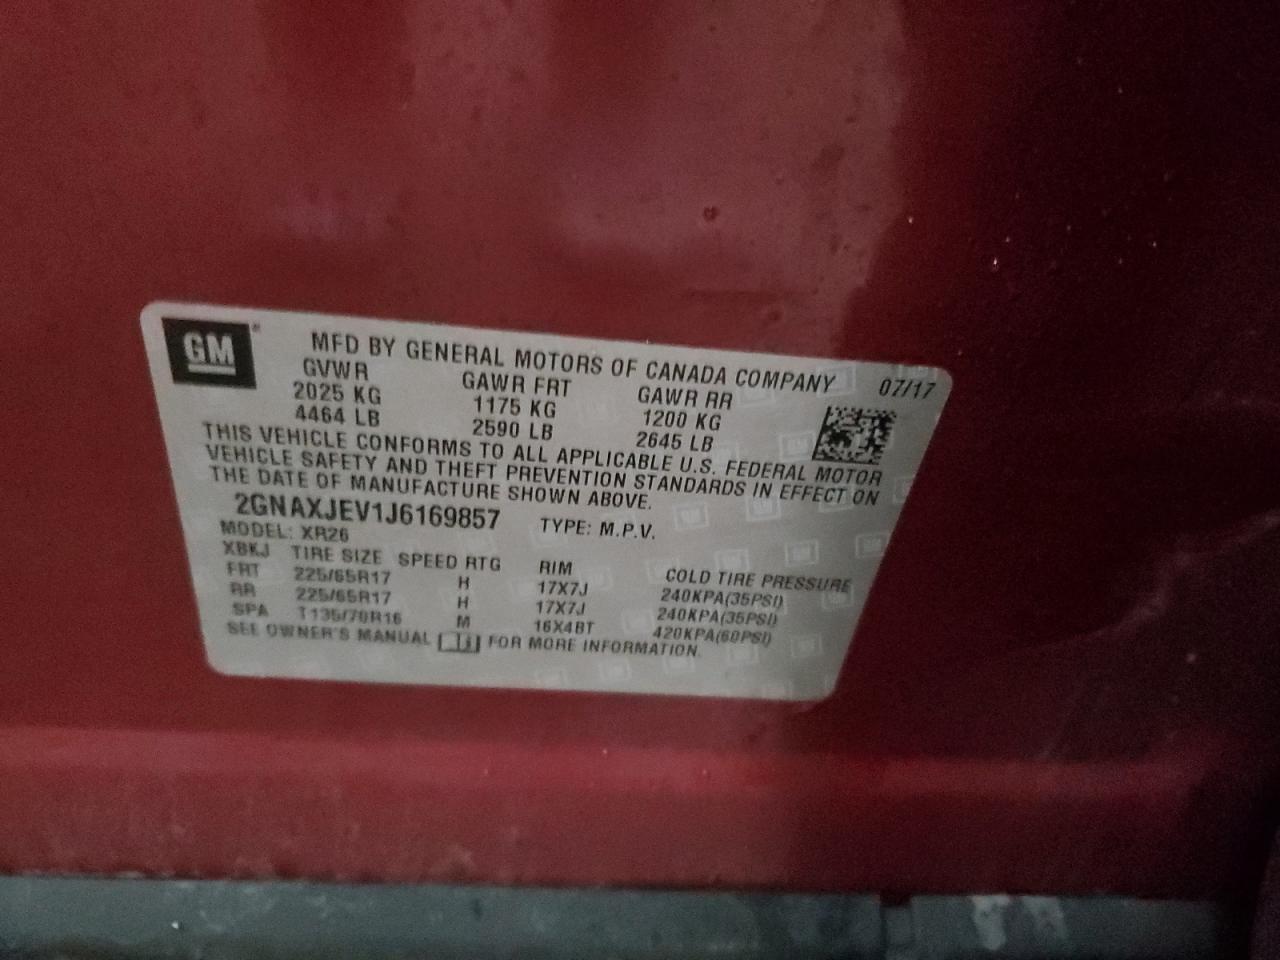 GM®
MFD BY GENERAL MOTORS OF CANADA COMPANY 07/17
GVWR GAWR FRT GAWR RR
2025 KG 1175 KG 1200 KG
4464 LB 2590 LB 2645 LB
THIS VEHICLE CONFORMS TO ALL APPLICABLE U.S. FEDERAL MOTOR
VEHICLE SAFETY AND THEFT PREVENTION STANDARDS IN EFFECT ON
THE DATE OF MANUFACTURE SHOWN ABOVE.
2GNAXJEV1J6169857 TYPE: M.P.V.
MODEL: XR26
XBKJ TIRE SIZE SPEED RTG RIM COLD TIRE PRESSURE
FRT 225/65R17 H 17X7J 240KPA(35PSI)
RR 225/65R17 H 17X7J 240KPA(35PSI)
SPA T135/70R16 M 16X4BT 420KPA(60PSI)
SEE OWNER'S MANUAL FOR MORE INFORMATION.